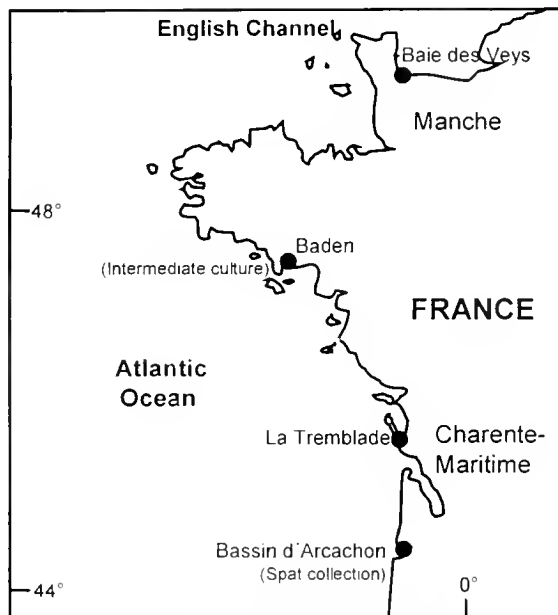 English Channel
Baie des Veys
Manche
48°
Baden
(Intermediate culture)
FRANCE
Atlantic
Ocean
La Tremblade
Charente-
Maritime
Bassin d'Arcachon
(Spat collection)
44°
0°